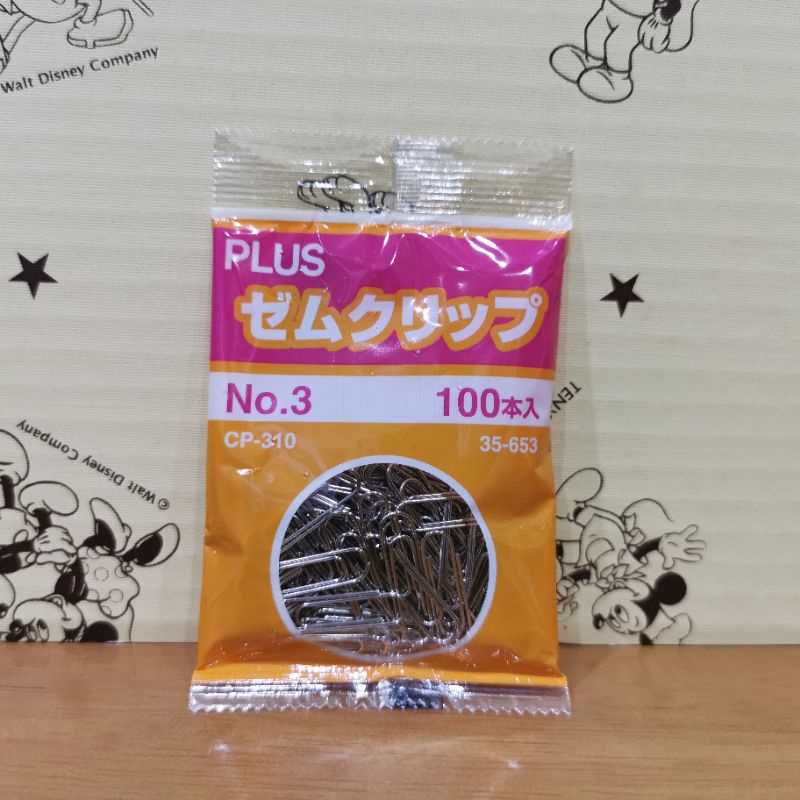 Walt Disney Company
PLUS
ゼムクリップ
No.3 100本入
CP-310 35-653
© Walt Disney Company